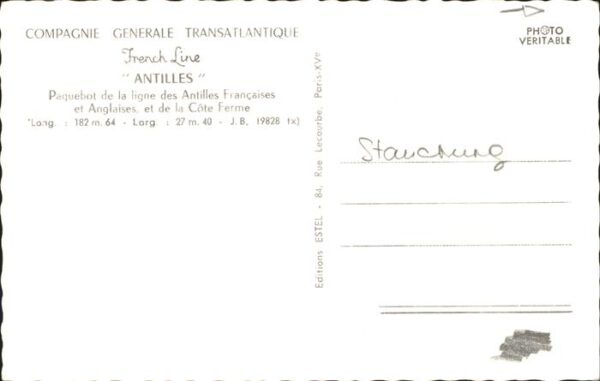 COMPAGNIE GENERALE TRANSATLANTIQUE
French Line
" ANTILLES "
Paquebot de la ligne des Antilles Françaises
et Anglaises, et de la Côte Ferme
"Long. : 182 m. 64 - Larg. : 27 m. 40 - J.B. 19828 tx)
Editions ESTEL - 84, Rue Lecourbe, Paris-XVe
PHOTO
VERITABLE